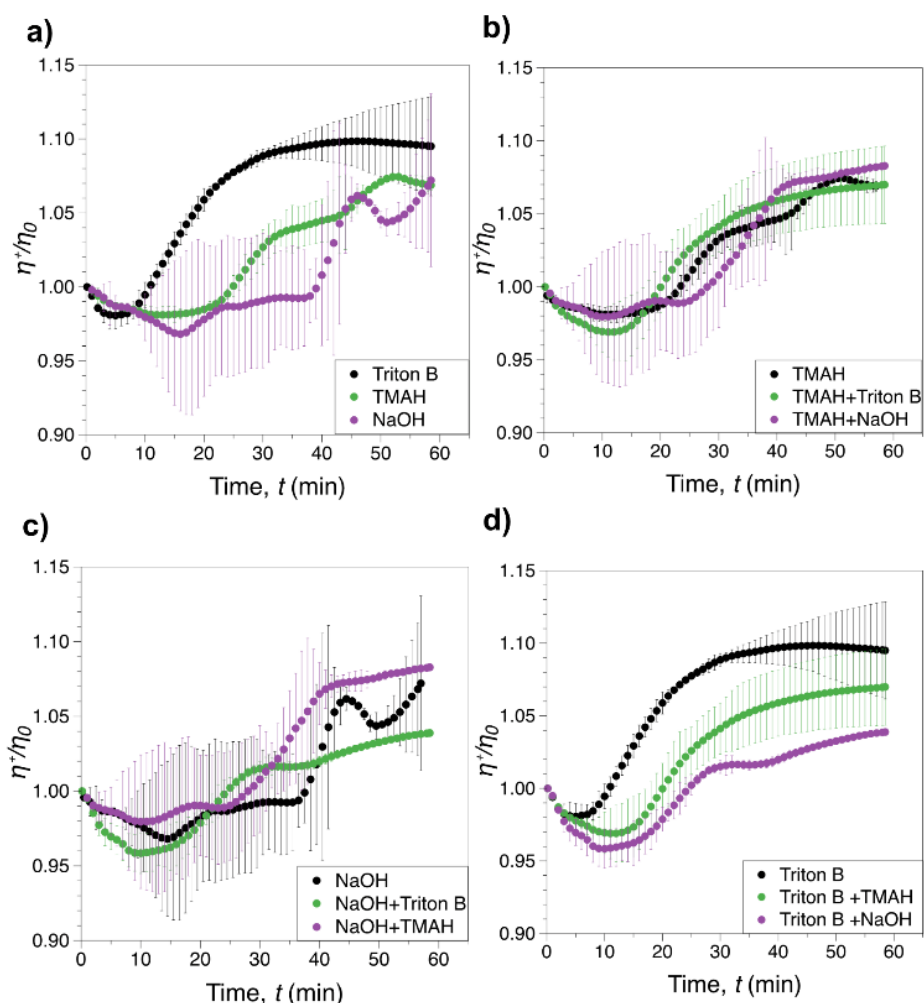 a)
1.15
1.10
1.05
1.00
0.95
0.90
η⁺/η₀
0 10 20 30 40 50 60
Time, t (min)
Triton B
TMAH
NaOH
b)
1.15
1.10
1.05
1.00
0.95
0.90
η⁺/η₀
0 10 20 30 40 50 60
Time, t (min)
TMAH
TMAH+Triton B
TMAH+NaOH
c)
1.15
1.10
1.05
1.00
0.95
0.90
η⁺/η₀
0 10 20 30 40 50 60
Time, t (min)
NaOH
NaOH+Triton B
NaOH+TMAH
d)
1.15
1.10
1.05
1.00
0.95
0.90
η⁺/η₀
0 10 20 30 40 50 60
Time, t (min)
Triton B
Triton B +TMAH
Triton B +NaOH